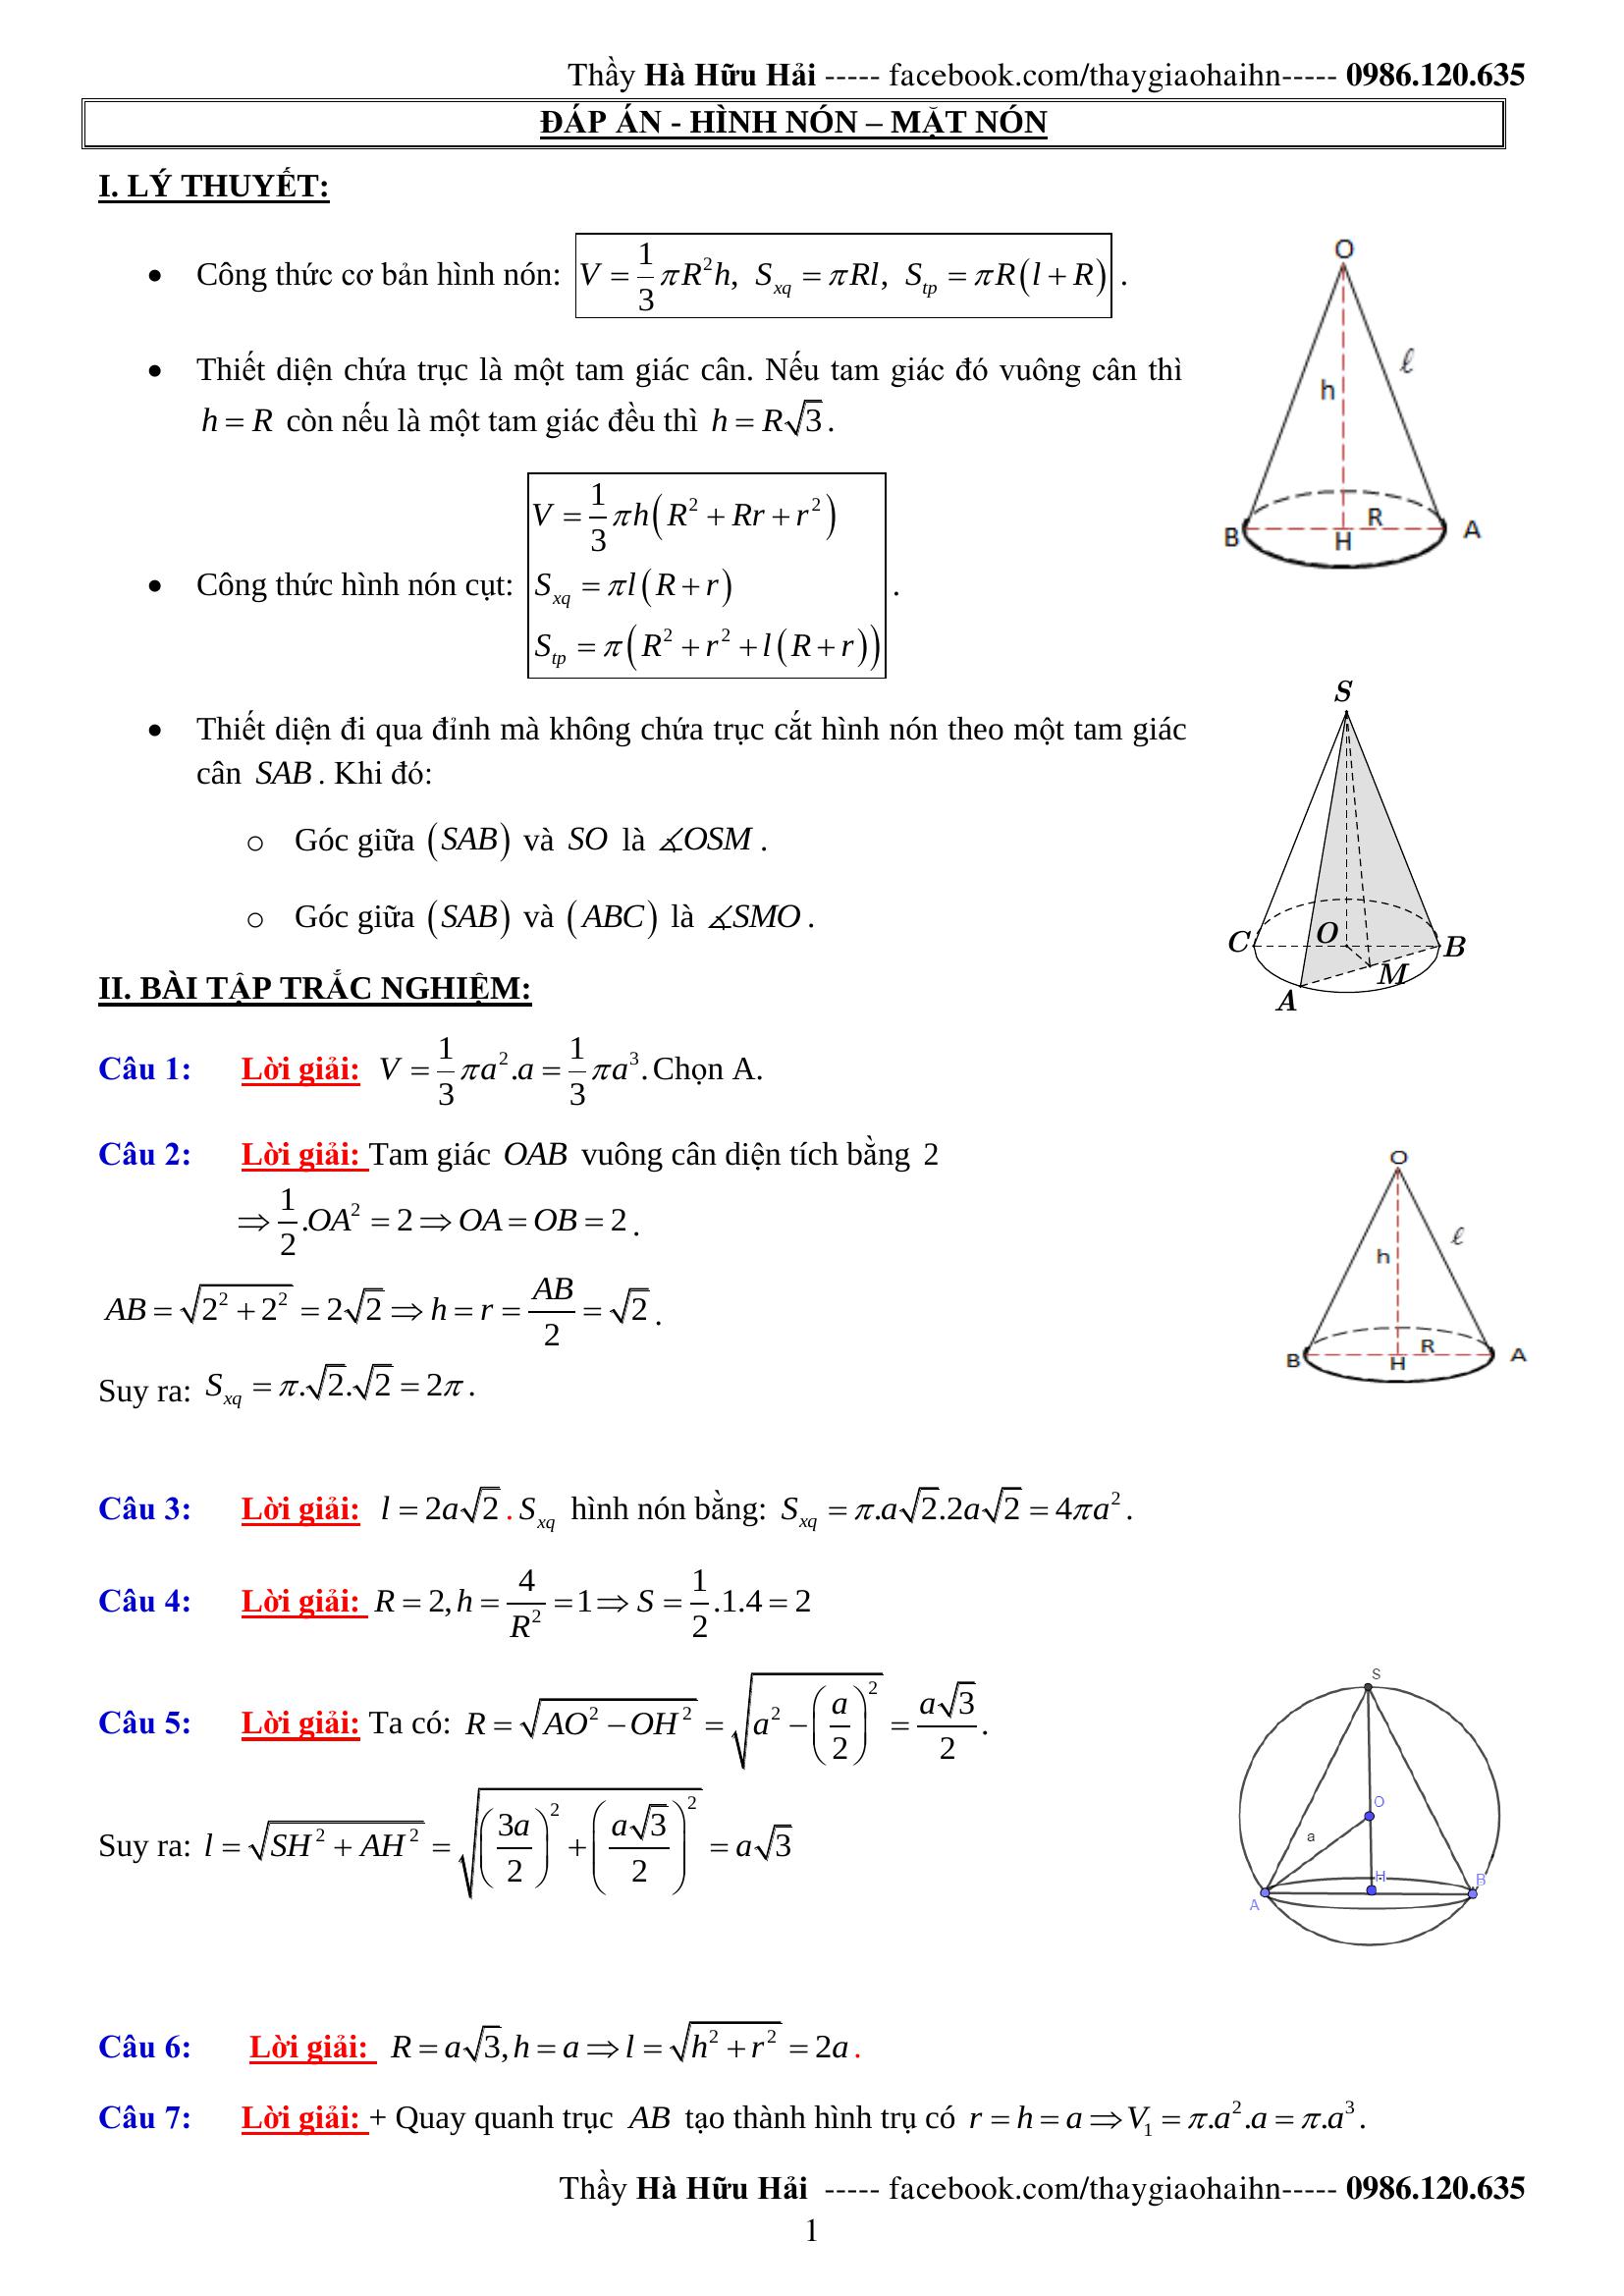 Thầy Hà Hữu Hải ----- facebook.com/thaygiaohaihn----- 0986.120.635
ĐÁP ÁN - HÌNH NÓN – MẶT NÓN
I. LÝ THUYẾT:
• Công thức cơ bản hình nón: $V = \frac{1}{3}\pi R^2 h,\ S_{xq} = \pi Rl,\ S_{tp} = \pi R(l + R)$.
O
h
ℓ
R
B
H
A
• Thiết diện chứa trục là một tam giác cân. Nếu tam giác đó vuông cân thì
$h = R$ còn nếu là một tam giác đều thì $h = R\sqrt{3}$.
• Công thức hình nón cụt:
$V = \frac{1}{3}\pi h(R^2 + Rr + r^2)$
$S_{xq} = \pi l(R + r)$
$S_{tp} = \pi(R^2 + r^2 + l(R + r))$.
• Thiết diện đi qua đỉnh mà không chứa trục cắt hình nón theo một tam giác
cân $SAB$. Khi đó:
o Góc giữa $(SAB)$ và $SO$ là $\measuredangle OSM$.
o Góc giữa $(SAB)$ và $(ABC)$ là $\measuredangle SMO$.
S
C
O
B
M
A
II. BÀI TẬP TRẮC NGHIỆM:
Câu 1: Lời giải: $V = \frac{1}{3}\pi a^2.a = \frac{1}{3}\pi a^3.$ Chọn A.
Câu 2: Lời giải: Tam giác $OAB$ vuông cân diện tích bằng 2
$\Rightarrow \frac{1}{2}.OA^2 = 2 \Rightarrow OA = OB = 2$.
$AB = \sqrt{2^2 + 2^2} = 2\sqrt{2} \Rightarrow h = r = \frac{AB}{2} = \sqrt{2}$.
Suy ra: $S_{xq} = \pi.\sqrt{2}.\sqrt{2} = 2\pi$.
O
h
ℓ
R
B
H
A
Câu 3: Lời giải: $l = 2a\sqrt{2}$. $S_{xq}$ hình nón bằng: $S_{xq} = \pi.a\sqrt{2}.2a\sqrt{2} = 4\pi a^2$.
Câu 4: Lời giải: $R = 2, h = \frac{4}{R^2} = 1 \Rightarrow S = \frac{1}{2}.1.4 = 2$
Câu 5: Lời giải: Ta có: $R = \sqrt{AO^2 - OH^2} = \sqrt{a^2 - \left(\frac{a}{2}\right)^2} = \frac{a\sqrt{3}}{2}$.
Suy ra: $l = \sqrt{SH^2 + AH^2} = \sqrt{\left(\frac{3a}{2}\right)^2 + \left(\frac{a\sqrt{3}}{2}\right)^2} = a\sqrt{3}$
S
O
a
H
B
A
Câu 6: Lời giải: $R = a\sqrt{3}, h = a \Rightarrow l = \sqrt{h^2 + r^2} = 2a$.
Câu 7: Lời giải: + Quay quanh trục $AB$ tạo thành hình trụ có $r = h = a \Rightarrow V_1 = \pi.a^2.a = \pi.a^3$.
Thầy Hà Hữu Hải ----- facebook.com/thaygiaohaihn----- 0986.120.635
1